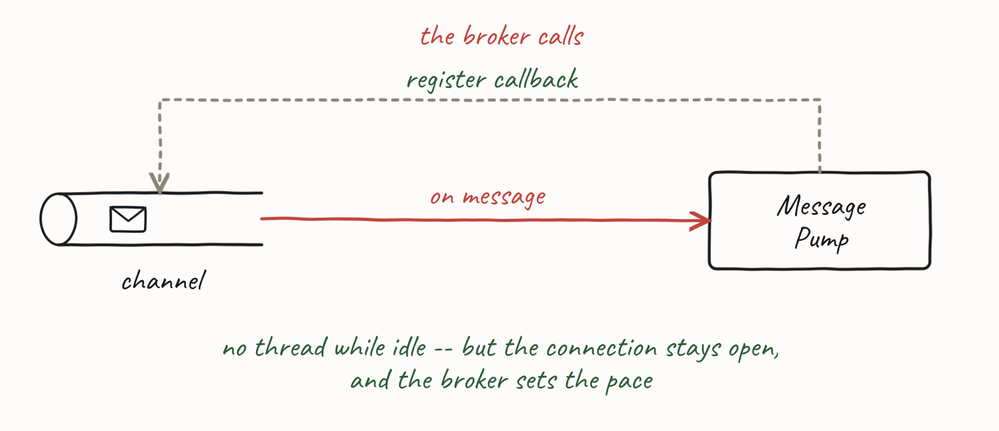 the broker calls
register callback
on message
Message
Pump
channel
no thread while idle -- but the connection stays open,
and the broker sets the pace